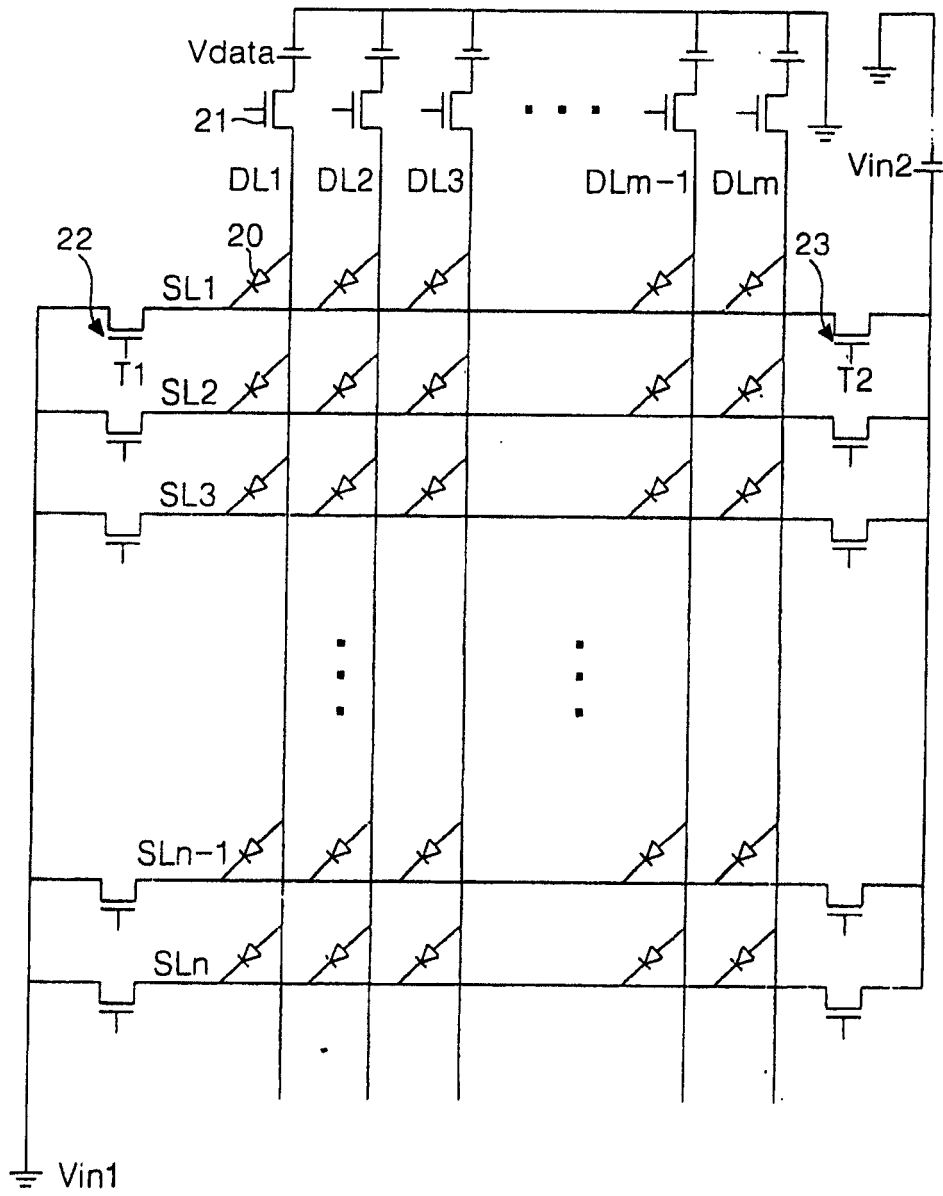 Vdata
21
DL1 DL2 DL3 DLm-1 DLm
Vin2
22
20
23
SL1
T1
T2
SL2
SL3
SLn-1
SLn
Vin1